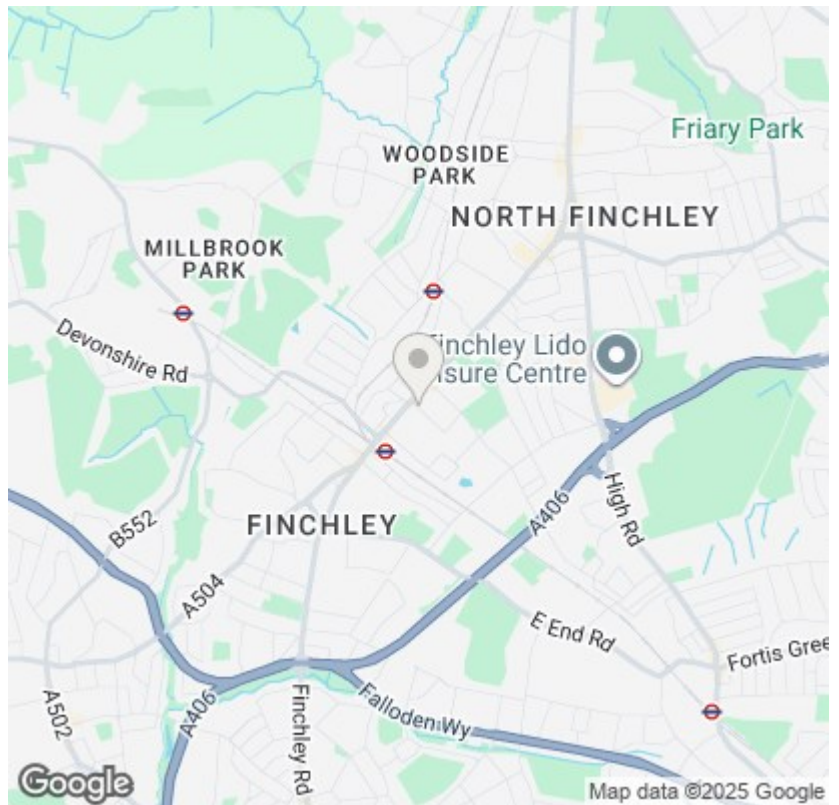 Friary Park
WOODSIDE
PARK
NORTH FINCHLEY
MILLBROOK
PARK
Devonshire Rd
Finchley Lido
isure Centre
High Rd
A406
FINCHLEY
B552
A504
E End Rd
Fortis Gree
A502
A406
Finchley Rd
Falloden Wy
Google
Map data ©2025 Google